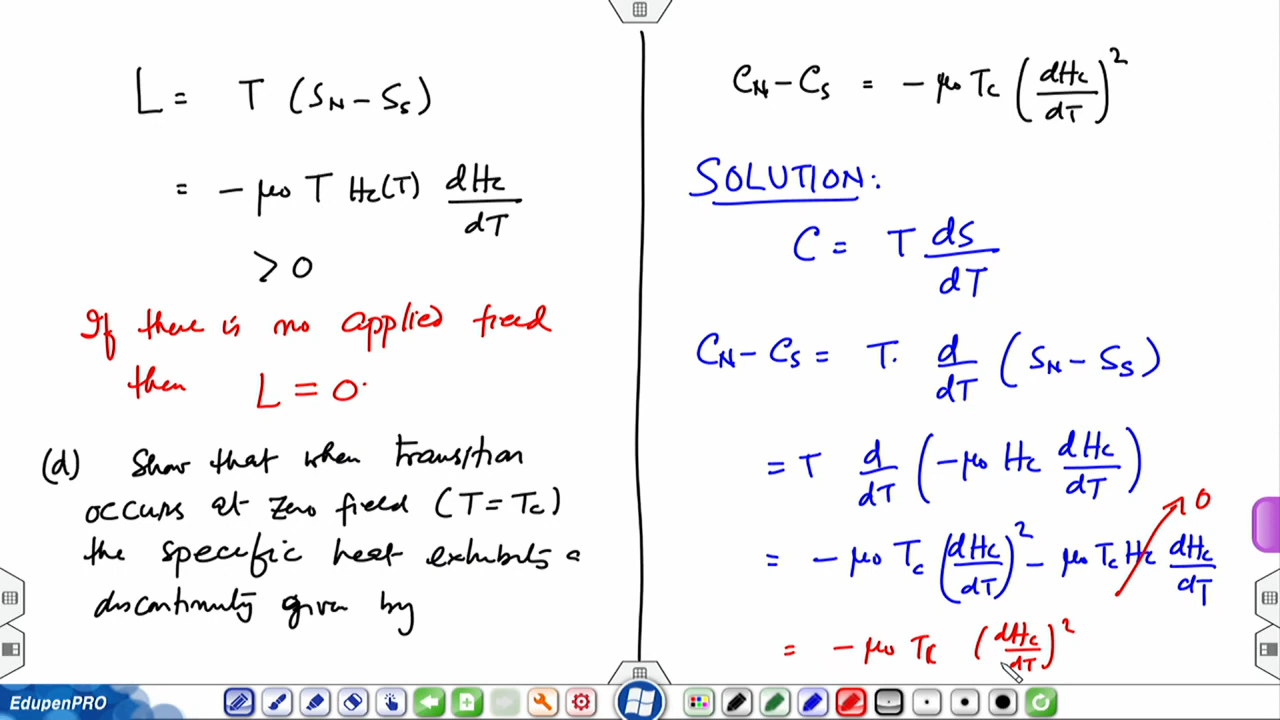 L = T (S_N − S_s)
= − μ₀ T H_c(T) dH_c/dT
> 0
If there is no applied field
then L = 0.
(d) Show that when transition
occurs at zero field (T = T_c)
the specific heat exhibits a
discontinuity given by
C_N − C_s = − μ₀ T_c (dH_c/dT)²
SOLUTION:
C = T dS/dT
C_N − C_s = T. d/dT (S_N − S_s)
= T d/dT (−μ₀ H_c dH_c/dT)
= − μ₀ T_c (dH_c/dT)² − μ₀ T_c H_c dH_c/dT → 0
= − μ₀ T_c (dH_c/dT)²
EdupenPRO